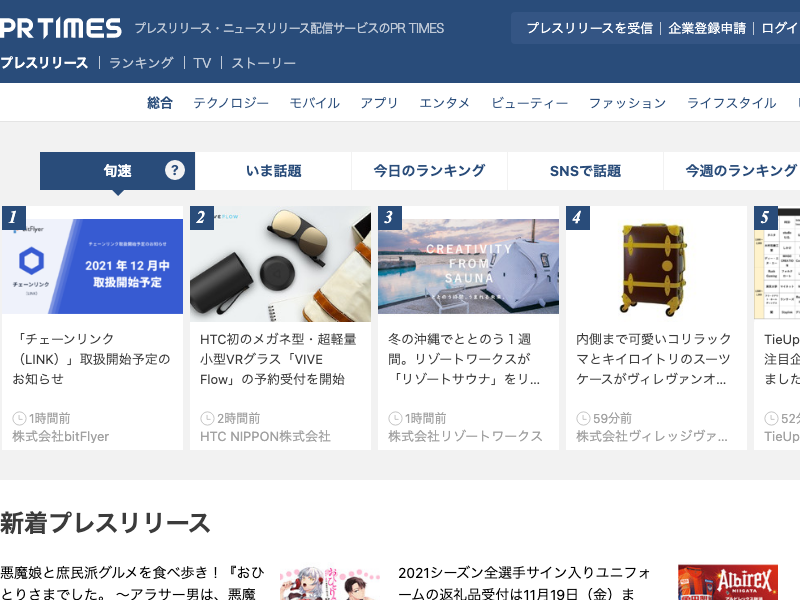 PR TIMES プレスリリース・ニュースリリース配信サービスのPR TIMES プレスリリースを受信 企業登録申請 ログイ
プレスリリース ランキング TV ストーリー
総合 テクノロジー モバイル アプリ エンタメ ビューティー ファッション ライフスタイル
旬速 ? いま話題 今日のランキング SNSで話題 今週のランキング
1
bitFlyer
チェーンリンク取扱開始予定のお知らせ
チェーンリンク
(LINK)
2021 年 12 月中
取扱開始予定
「チェーンリンク
（LINK）」取扱開始予定の
お知らせ
1時間前
株式会社bitFlyer
2
VIVE FLOW
HTC初のメガネ型・超軽量
小型VRグラス「VIVE
Flow」の予約受付を開始
2時間前
HTC NIPPON株式会社
3
CREATIVITY
FROM
SAUNA
ととのう時間、うまれる未来。
冬の沖縄でととのう１週
間。リゾートワークスが
「リゾートサウナ」をリ...
1時間前
株式会社リゾートワークス
4
内側まで可愛いコリラック
マとキイロイトリのスーツ
ケースがヴィレヴァンオ...
59分前
株式会社ヴィレッジヴァ...
5
TieUp
注目企
ました
52分
TieUp
新着プレスリリース
悪魔娘と庶民派グルメを食べ歩き！『おひ
とりさまでした。 〜アラサー男は、悪魔
2021シーズン全選手サイン入りユニフォ
ームの返礼品受付は11月19日（金）ま
AlbireX
NIIGATA